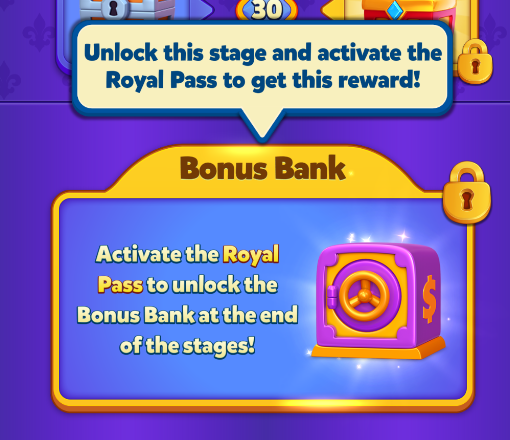 30
Unlock this stage and activate the
Royal Pass to get this reward!
Bonus Bank
Activate the Royal
Pass to unlock the
Bonus Bank at the end
of the stages!
$